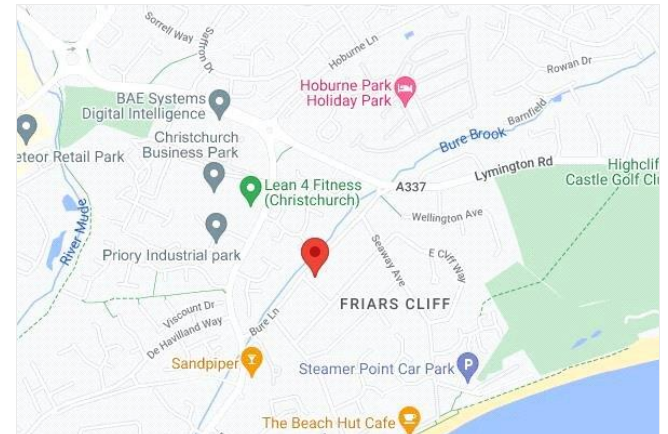 Sorrell Way
Saffron Dr
Hoburne Ln
Rowan Dr
Hoburne Park
Holiday Park
BAE Systems
Digital Intelligence
Barnfield
Bure Brook
Christchurch
Business Park
eteor Retail Park
Lymington Rd
Highclif
Castle Golf Clu
Lean 4 Fitness
(Christchurch)
A337
Wellington Ave
River Mude
Priory Industrial park
Seaway Ave
E Cliff Way
FRIARS CLIFF
Viscount Dr
De Havilland Way
Bure Ln
Sandpiper
Steamer Point Car Park
P
The Beach Hut Cafe